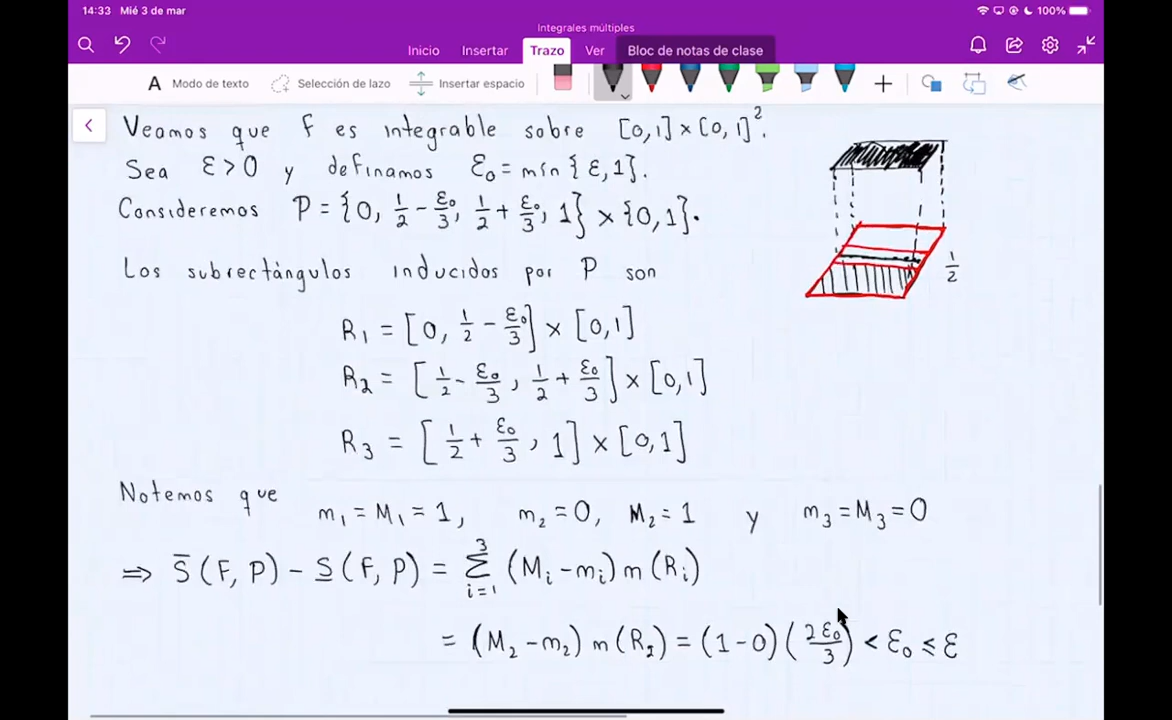 14:33 Mié 3 de mar
100%
Integrales múltiples
Inicio Insertar Trazo Ver Bloc de notas de clase
Modo de texto Selección de lazo Insertar espacio
Veamos que f es integrable sobre [0,1]×[0,1]².
Sea ε>0 y definamos ε₀ = mín{ε,1}.
Consideremos P = {0, 1/2 − ε₀/3, 1/2 + ε₀/3, 1} × {0,1}.
Los subrectángulos inducidos por P son
1/2
R₁ = [0, 1/2 − ε₀/3] × [0,1]
R₂ = [1/2 − ε₀/3, 1/2 + ε₀/3] × [0,1]
R₃ = [1/2 + ε₀/3, 1] × [0,1]
Notemos que
m₁ = M₁ = 1, m₂ = 0, M₂ = 1 y m₃ = M₃ = 0
⇒ S̄(f,P) − S̲(f,P) = Σ_{i=1}^{3} (Mᵢ − mᵢ) m(Rᵢ)
= (M₂ − m₂) m(R₂) = (1−0)(2ε₀/3) < ε₀ ≤ ε